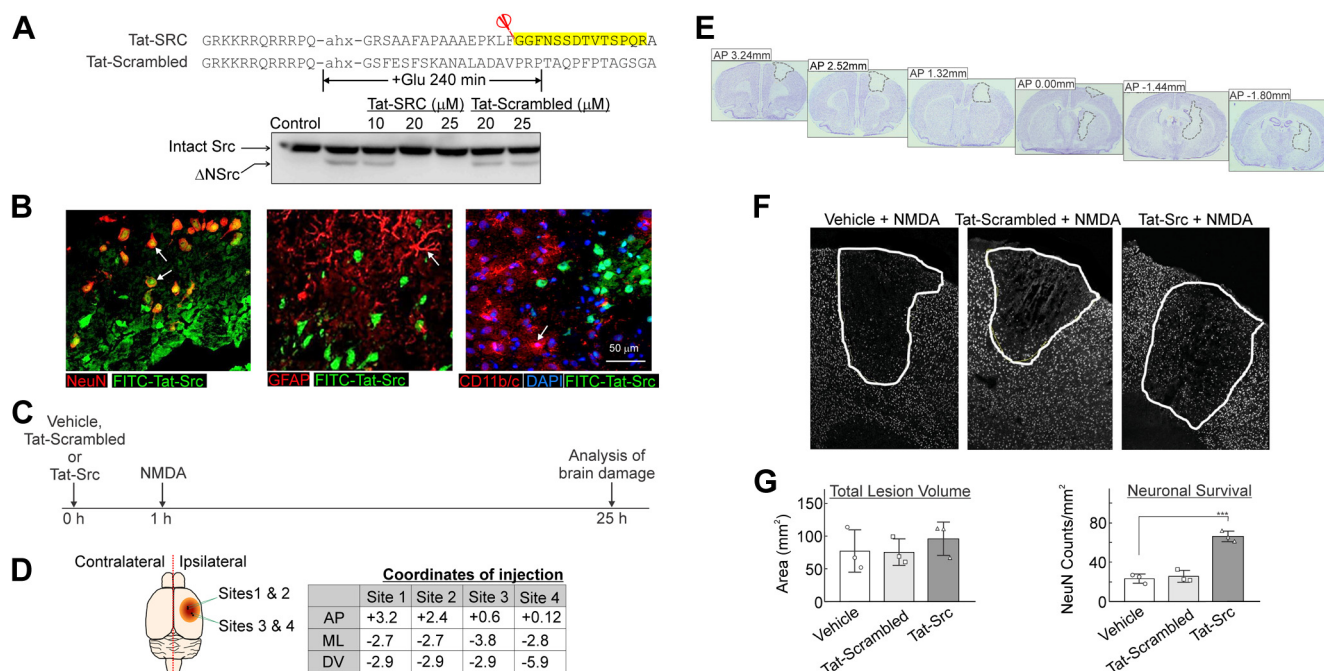 A
Tat-SRC GRKKRRQRRRPQ-ahx-GRSAAFAPAAAEPKLFGGFNSSDTVTSPQRA
Tat-Scrambled GRKKRRQRRRPQ-ahx-GSFESFSKANALADAVPRPTAQPFPTAGSGA
+Glu 240 min
Tat-SRC (μM) Tat-Scrambled (μM)
Control 10 20 25 20 25
Intact Src
ΔNSrc
B
NeuN FITC-Tat-Src
GFAP FITC-Tat-Src
50 μm
CD11b/c DAPI FITC-Tat-Src
C
Vehicle,
Tat-Scrambled
or
Tat-Src
NMDA
Analysis of
brain damage
0 h 1 h 25 h
D
Contralateral Ipsilateral
Sites1 & 2
Sites 3 & 4
Coordinates of injection
Site 1 Site 2 Site 3 Site 4
AP +3.2 +2.4 +0.6 +0.12
ML -2.7 -2.7 -3.8 -2.8
DV -2.9 -2.9 -2.9 -5.9
E
AP 3.24mm
AP 2.52mm
AP 1.32mm
AP 0.00mm
AP -1.44mm
AP -1.80mm
F
Vehicle + NMDA Tat-Scrambled + NMDA Tat-Src + NMDA
G
Total Lesion Volume
Area (mm²)
150
100
50
0
Vehicle
Tat-Scrambled
Tat-Src
Neuronal Survival
NeuN Counts/mm²
***
80
40
0
Vehicle
Tat-Scrambled
Tat-Src